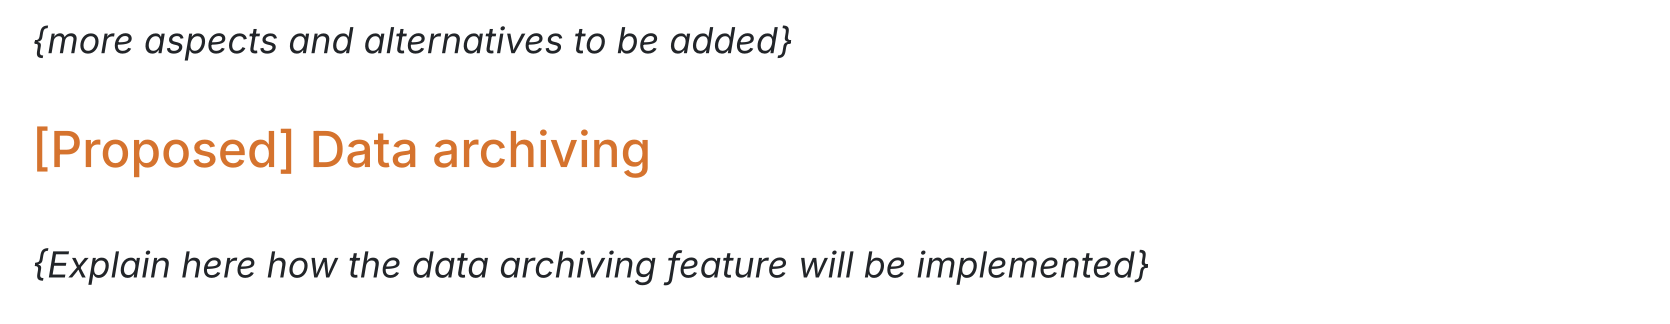 {more aspects and alternatives to be added}
[Proposed] Data archiving
{Explain here how the data archiving feature will be implemented}